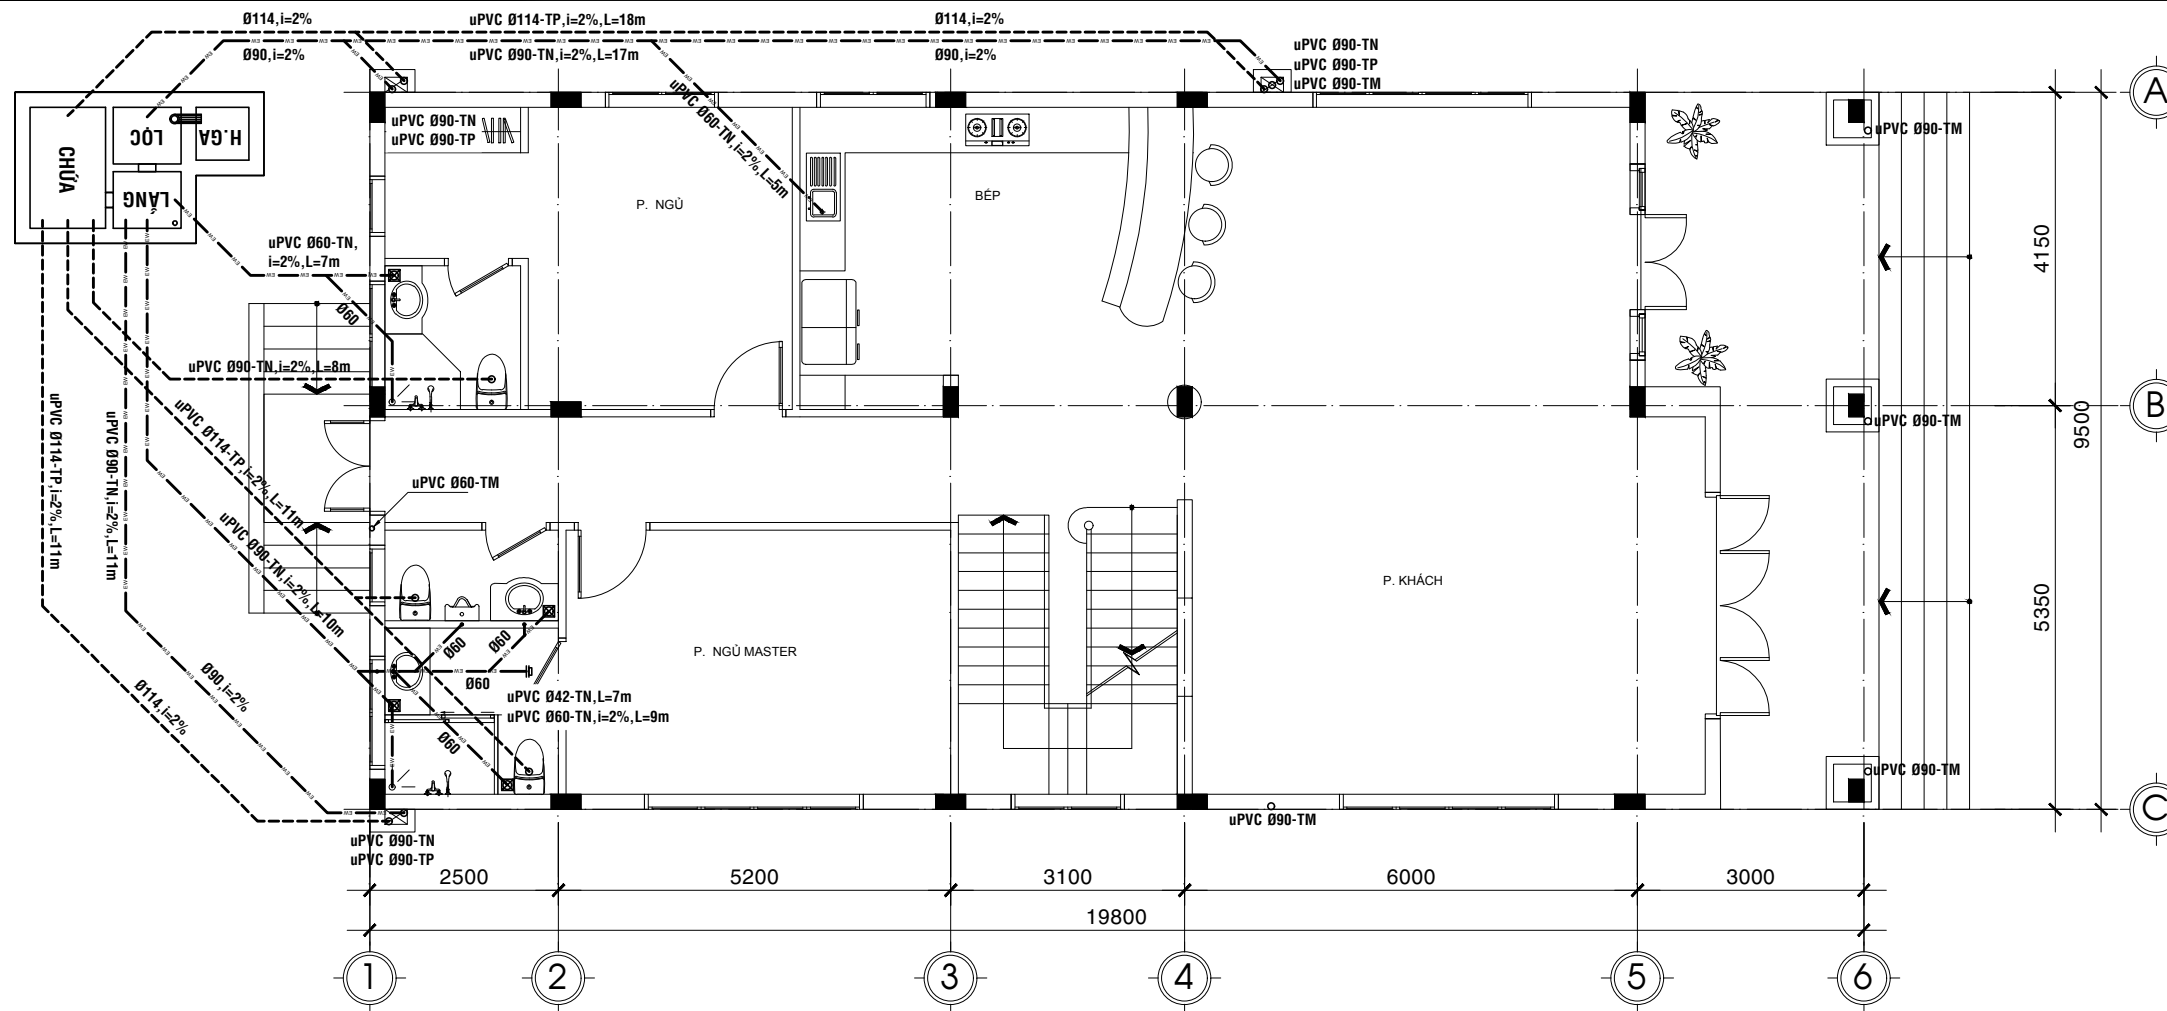 Ø114,i=2%
uPVC Ø114-TP,i=2%,L=18m
Ø114,i=2%
Ø90,i=2%
uPVC Ø90-TN,i=2%,L=17m
Ø90,i=2%
uPVC Ø90-TN
uPVC Ø90-TP
uPVC Ø90-TM
A
uPVC Ø90-TN
uPVC Ø90-TP
uPVC Ø60-TN,i=2%,L=5m
CHỨA
LỌC
H.GA
LẮNG
P. NGỦ
BẾP
uPVC Ø90-TM
4150
uPVC Ø60-TN,
i=2%,L=7m
Ø60
uPVC Ø90-TN,i=2%,L=8m
B
9500
uPVC Ø90-TM
uPVC Ø114-TP,i=2%,L=11m
uPVC Ø90-TN,i=2%,L=11m
uPVC Ø114-TP,i=2%,L=11m
uPVC Ø60-TM
uPVC Ø90-TN,i=2%,L=10m
P. KHÁCH
5350
Ø60
Ø60
Ø60
P. NGỦ MASTER
Ø90,i=2%
Ø114,i=2%
uPVC Ø42-TN,L=7m
uPVC Ø60-TN,i=2%,L=9m
Ø60
uPVC Ø90-TM
C
uPVC Ø90-TN
uPVC Ø90-TP
uPVC Ø90-TM
2500
5200
3100
6000
3000
19800
1
2
3
4
5
6